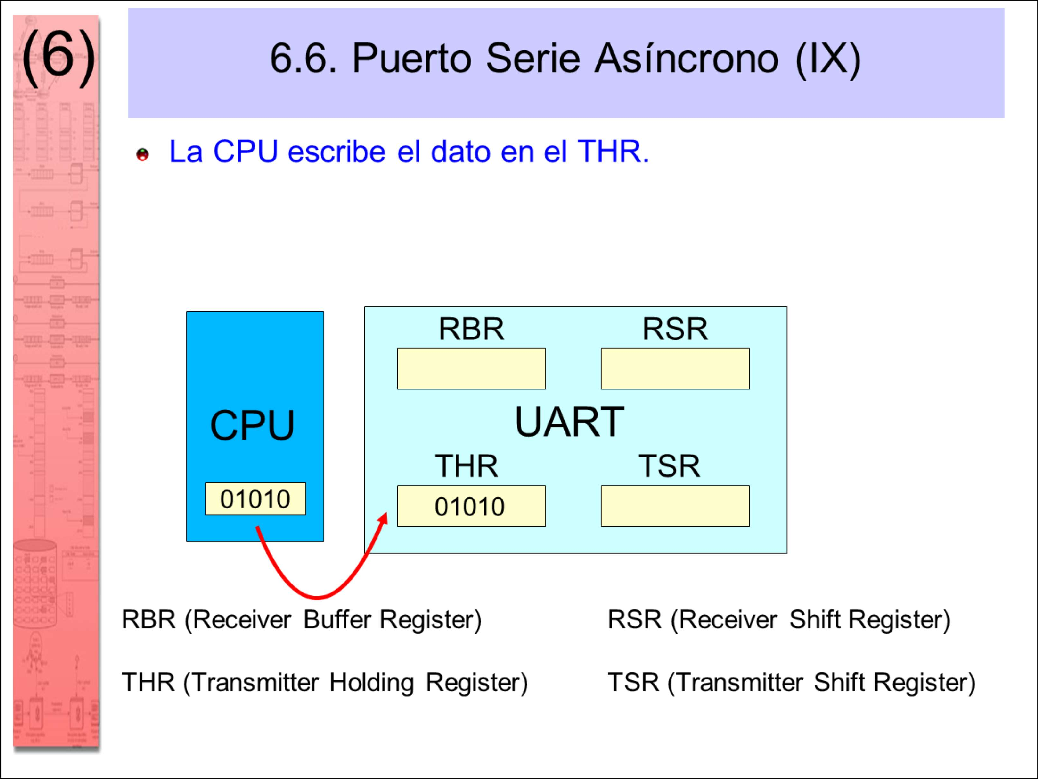 (6)
6.6. Puerto Serie Asíncrono (IX)
La CPU escribe el dato en el THR.
RBR RSR
CPU
UART
THR TSR
01010
01010
RBR (Receiver Buffer Register)
RSR (Receiver Shift Register)
THR (Transmitter Holding Register)
TSR (Transmitter Shift Register)